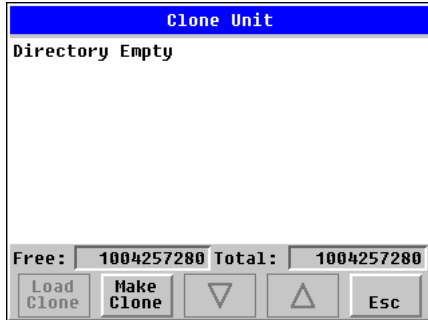 Clone Unit
Directory Empty
Free: 1004257280 Total: 1004257280
Load Clone Make Clone Esc